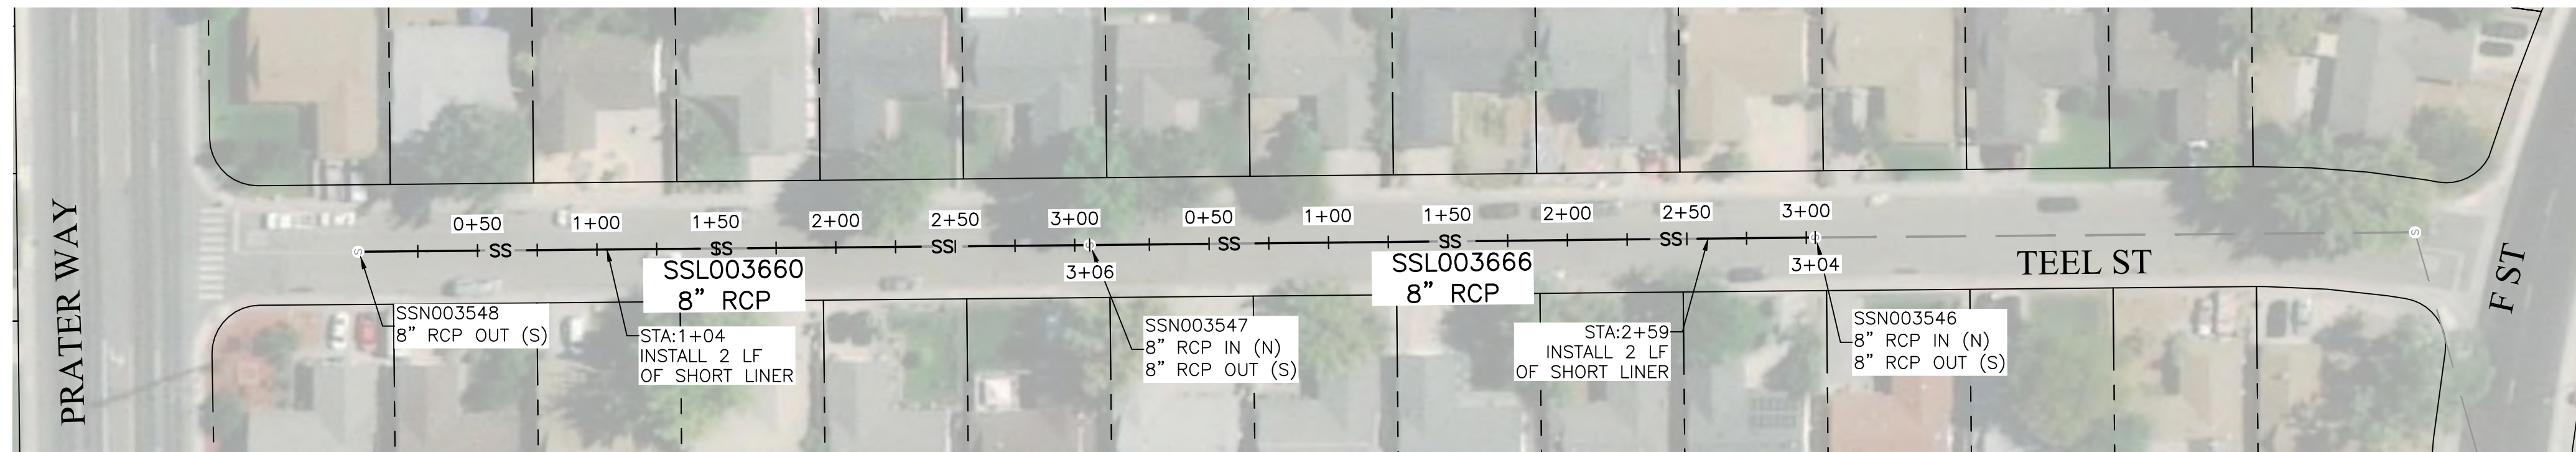 PRATER WAY
0+50
1+00
1+50
2+00
2+50
3+00
0+50
1+00
1+50
2+00
2+50
3+00
S
SS
SS
SS
SS
SS
SS
S
SSL003660
8” RCP
3+06
SSL003666
8” RCP
3+04
TEEL ST
F ST
SSN003548
8” RCP OUT (S)
STA:1+04
INSTALL 2 LF
OF SHORT LINER
SSN003547
8” RCP IN (N)
8” RCP OUT (S)
STA:2+59
INSTALL 2 LF
OF SHORT LINER
SSN003546
8” RCP IN (N)
8” RCP OUT (S)